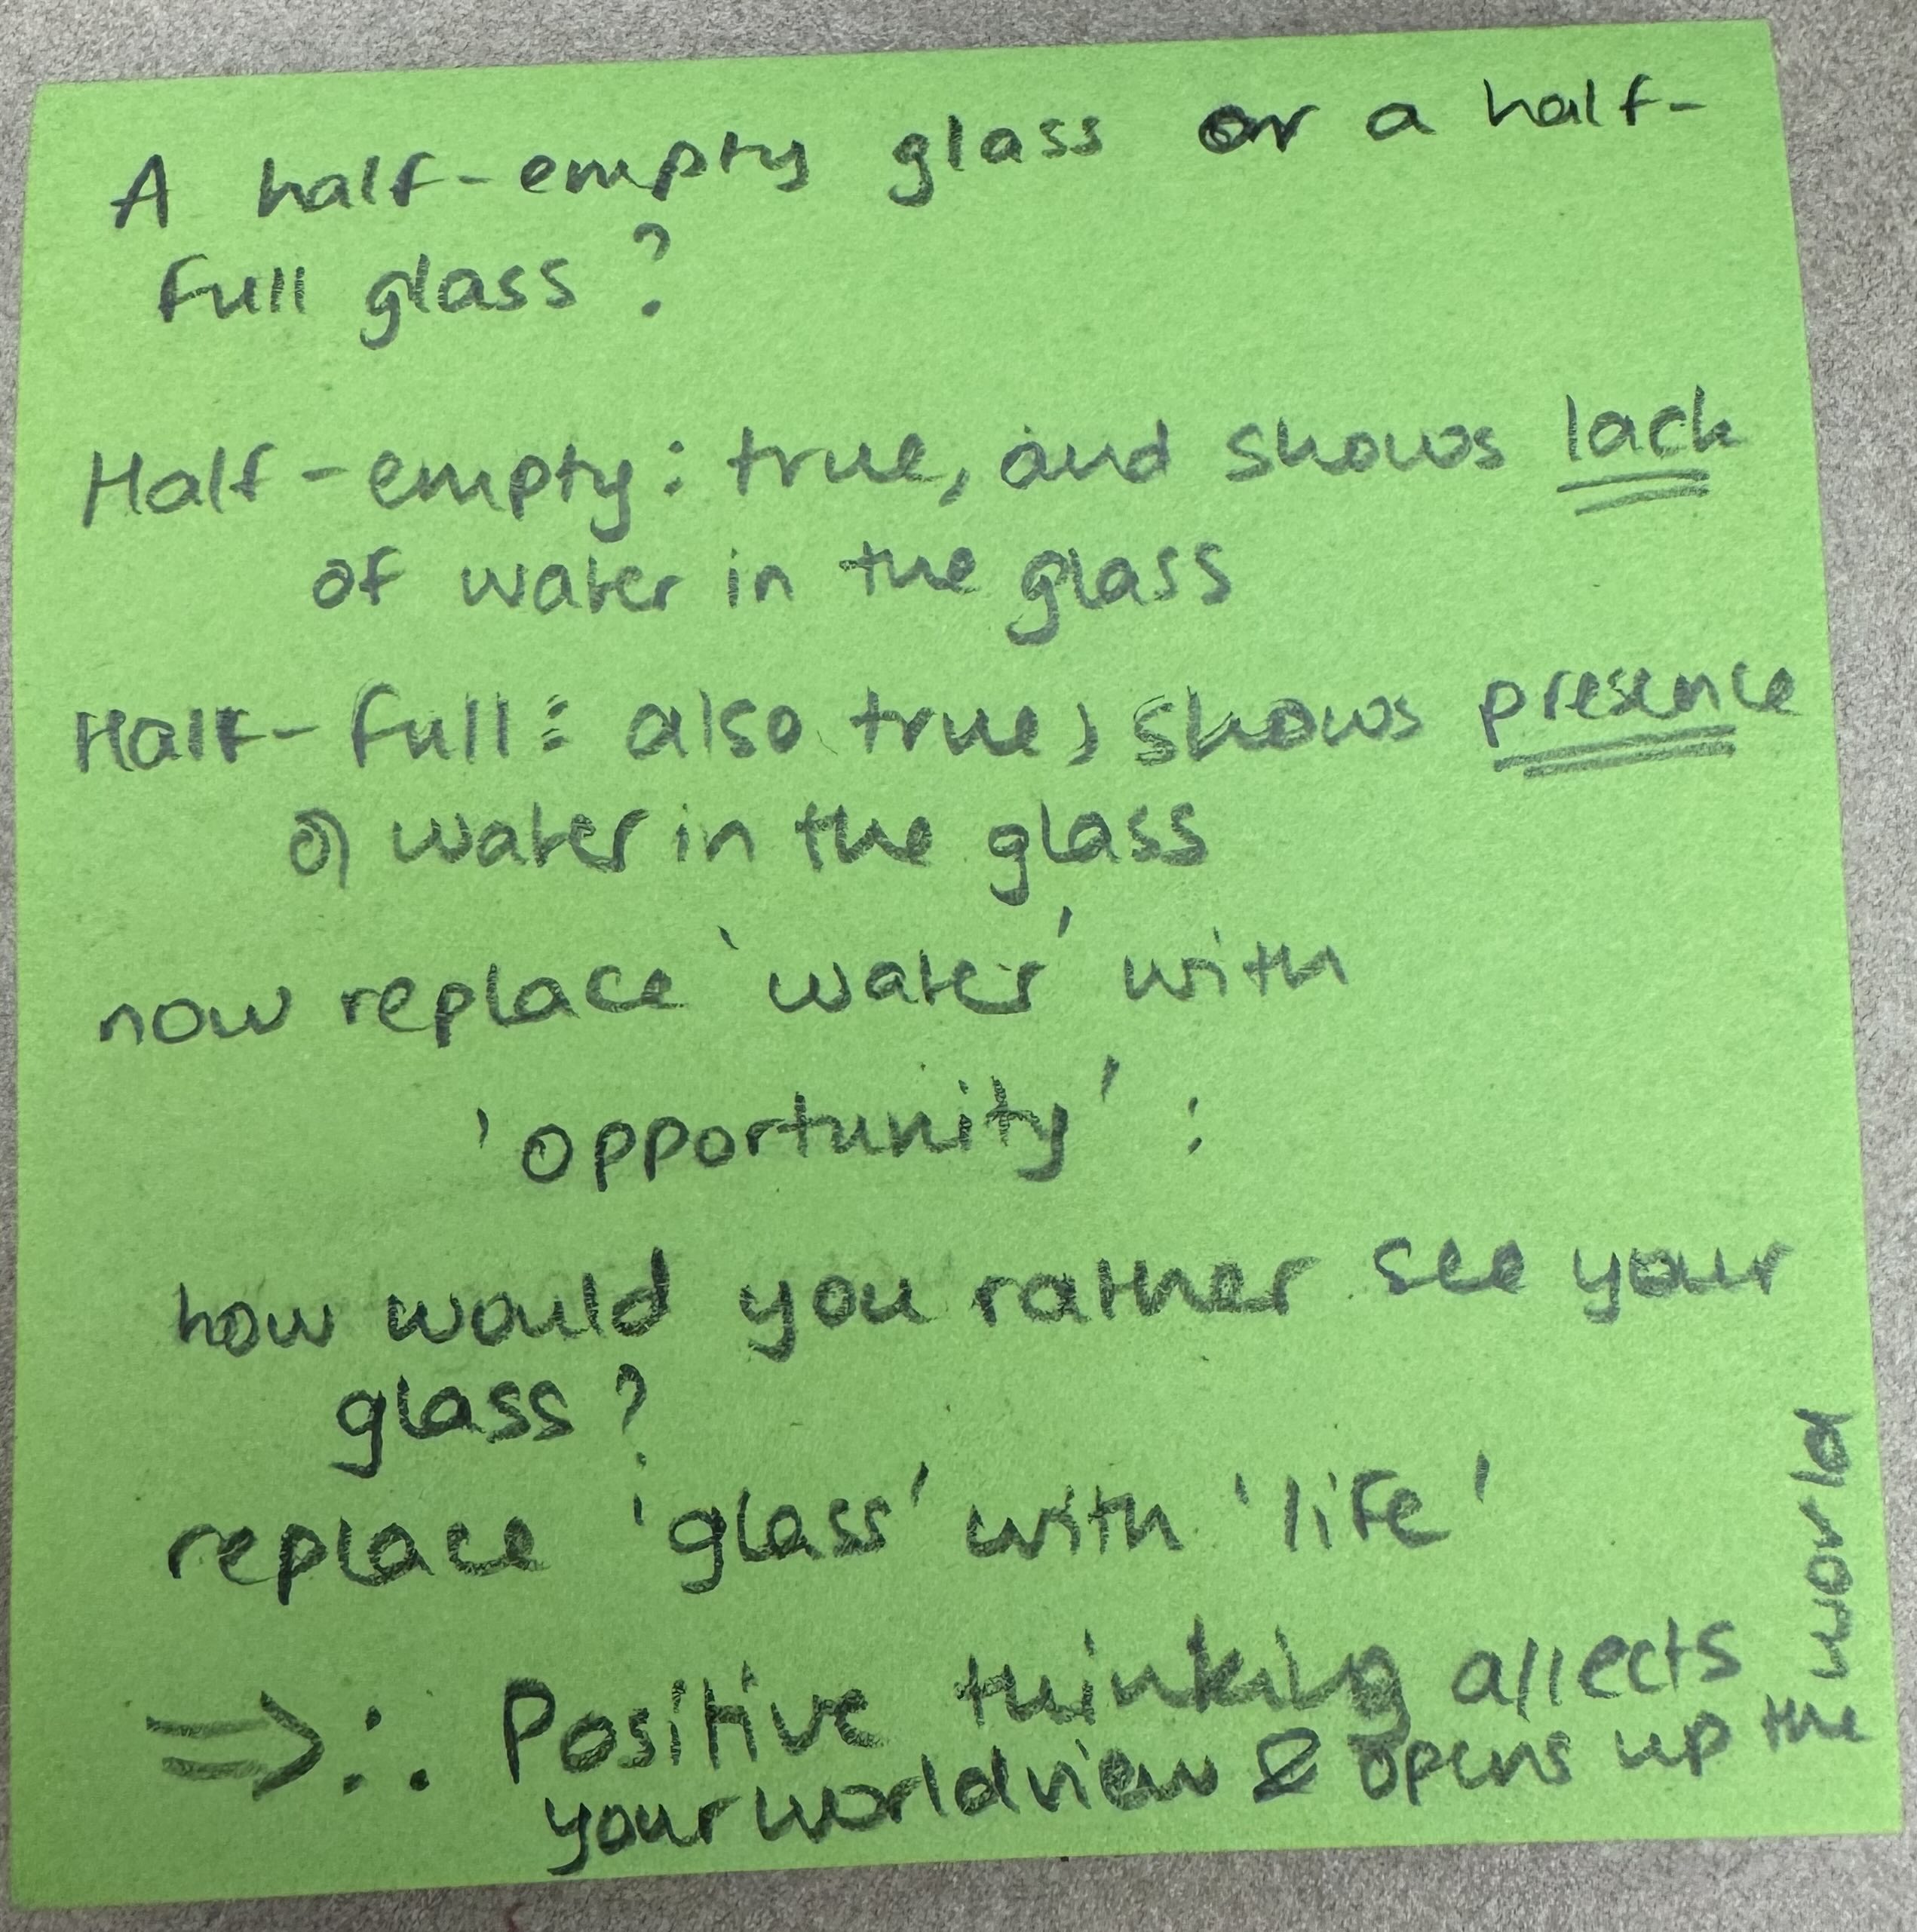 A half-empty glass or a half-
full glass?
Half-empty: true, and shows lack
of water in the glass
Half-full: also true, shows presence
of water in the glass
now replace 'water' with
'opportunity':
how would you rather see your
glass?
replace 'glass' with 'life'
⇒ ∴ Positive thinking affects
your worldview & opens up the
world